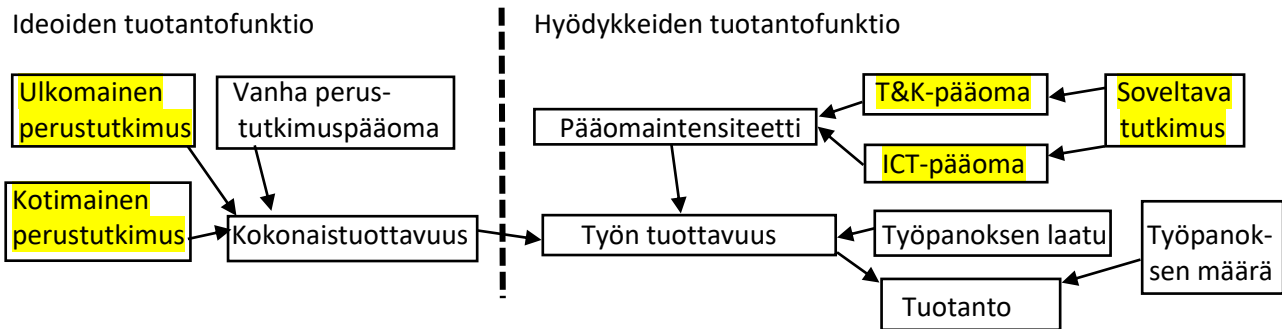 Ideoiden tuotantofunktio
Hyödykkeiden tuotantofunktio
Ulkomainen
perustutkimus
Vanha perus-
tutkimuspääoma
Kotimainen
perustutkimus
Kokonaistuottavuus
Pääomaintensiteetti
T&K-pääoma
ICT-pääoma
Soveltava
tutkimus
Työn tuottavuus
Työpanoksen laatu
Työpanok-
sen määrä
Tuotanto